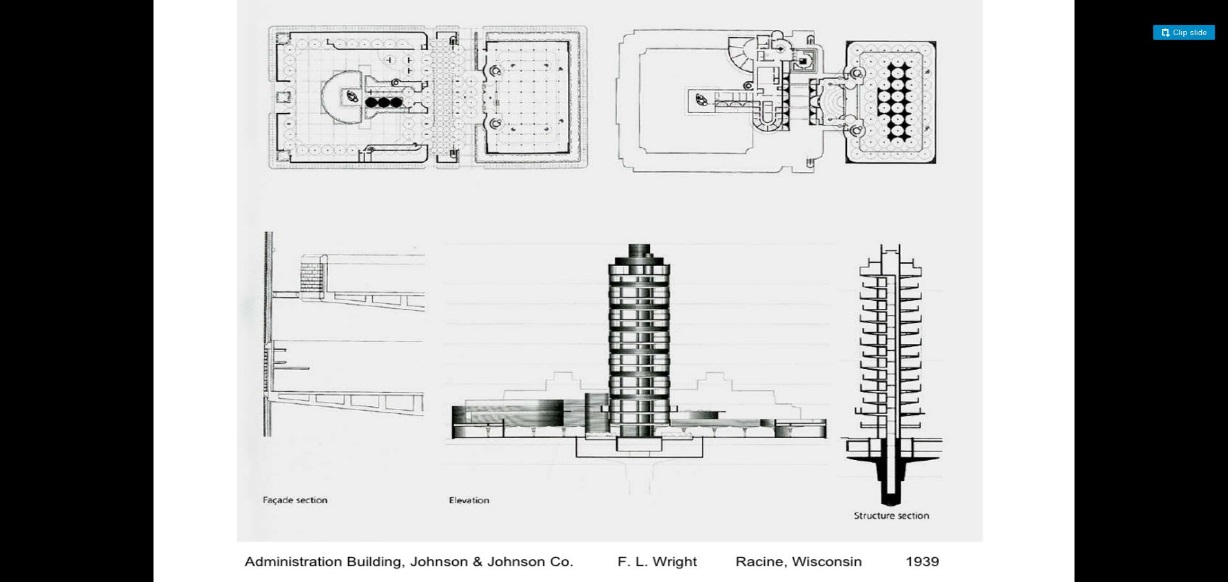 Clip slide
Façade section
Elevation
Structure section
Administration Building, Johnson & Johnson Co. F. L. Wright Racine, Wisconsin 1939